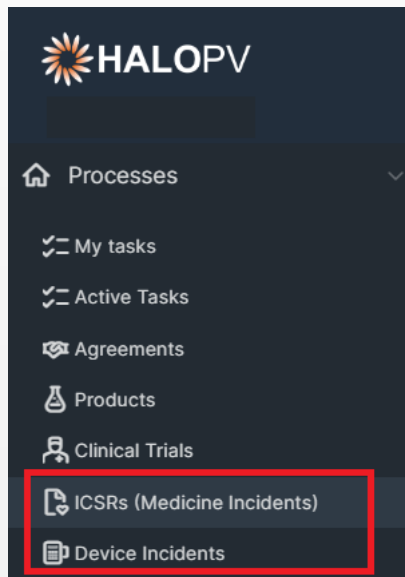 HALOPV
Processes
My tasks
Active Tasks
Agreements
Products
Clinical Trials
ICSRs (Medicine Incidents)
Device Incidents